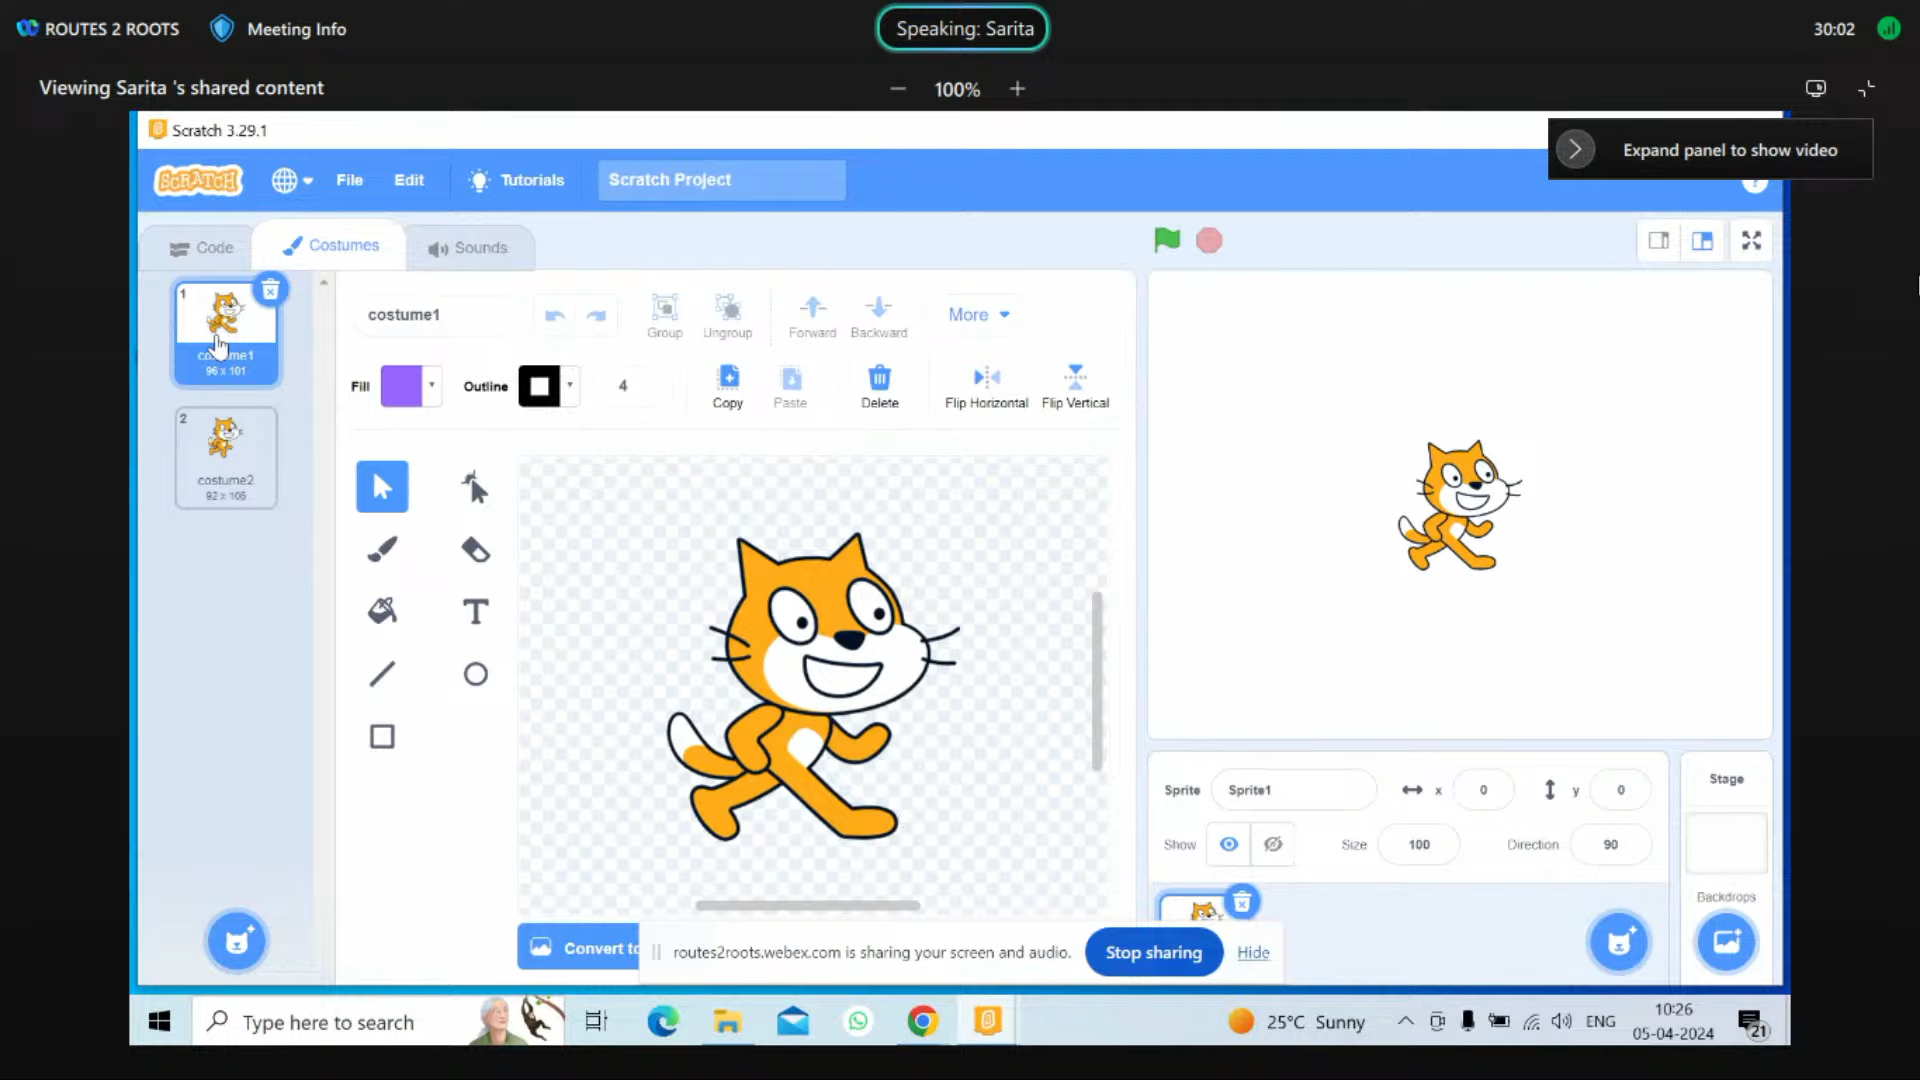 ROUTES 2 ROOTS
Meeting Info
Speaking: Sarita
30:02
Viewing Sarita 's shared content
100%
Scratch 3.29.1
Expand panel to show video
SCRATCH
File
Edit
Tutorials
Scratch Project
Code
Costumes
Sounds
1
costume1
96 x 101
2
costume2
92 x 106
costume1
Group
Ungroup
Forward
Backward
More
Fill
Outline
4
Copy
Paste
Delete
Flip Horizontal
Flip Vertical
T
Sprite
Sprite1
x
0
y
0
Show
Size
100
Direction
90
Stage
Backdrops
Convert to
routes2roots.webex.com is sharing your screen and audio.
Stop sharing
Hide
Type here to search
25°C Sunny
ENG
10:26
05-04-2024
21